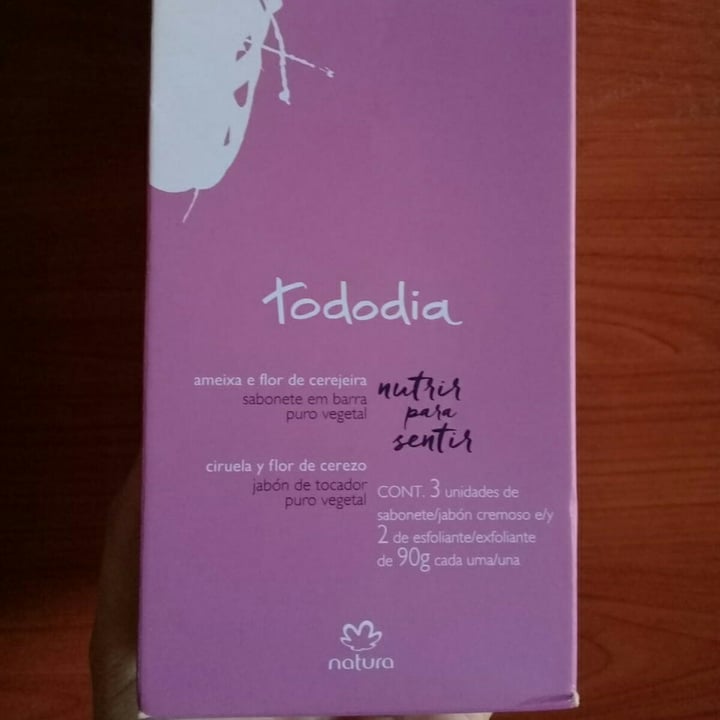 tododia
ameixa e flor de cerejeira
sabonete em barra
puro vegetal
ciruela y flor de cerezo
jabón de tocador
puro vegetal
nutrir
para
sentir
CONT. 3 unidades de
sabonete/jabón cremoso e/y
2 de esfoliante/exfoliante
de 90g cada uma/una
natura